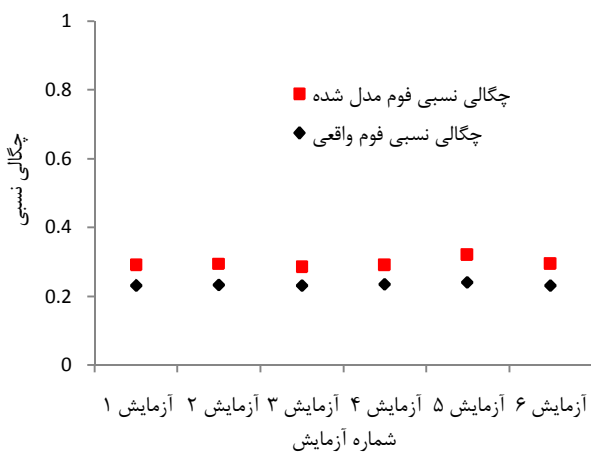 1
0.8
0.6
0.4
0.2
0
چگالی نسبی
چگالی نسبی فوم مدل شده
چگالی نسبی فوم واقعی
آزمایش ۱ آزمایش ۲ آزمایش ۳ آزمایش ۴ آزمایش ۵ آزمایش ۶
شماره آزمایش